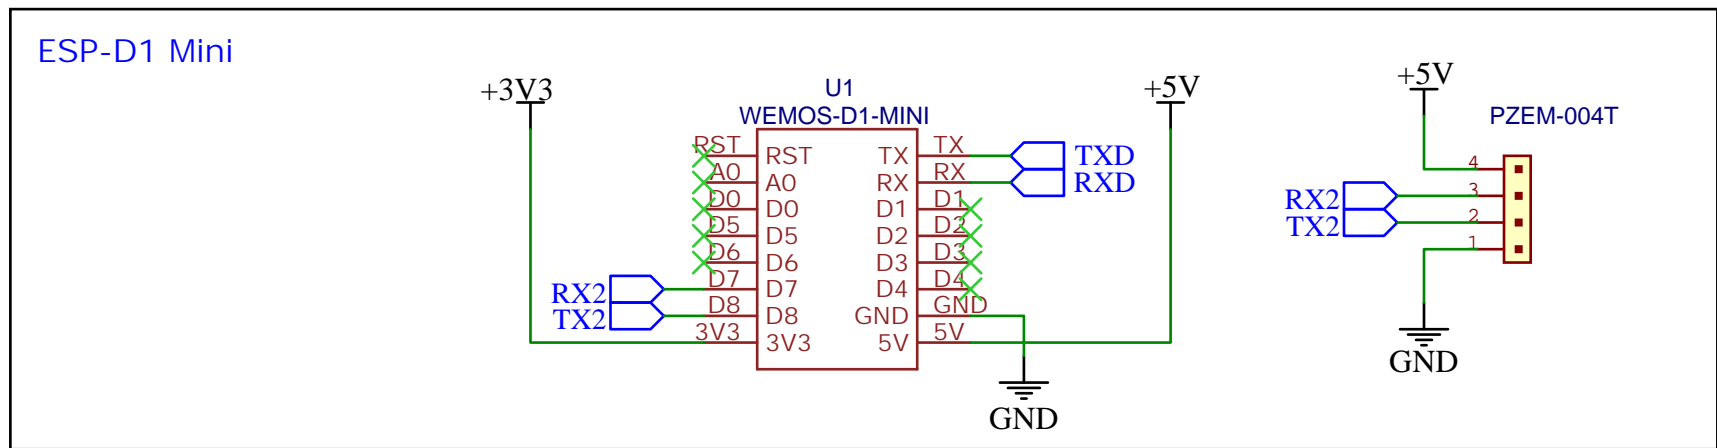 ESP-D1 Mini
+3V3
U1
WEMOS-D1-MINI
+5V
RST RST TX TX TXD
A0 A0 RX RX RXD
D0 D0 D1 D1
D5 D5 D2 D2
D6 D6 D3 D3
RX2 D7 D7 D4 D4
TX2 D8 D8 GND GND
3V3 3V3 5V 5V
GND
+5V
PZEM-004T
4
RX2 3
TX2 2
1
GND